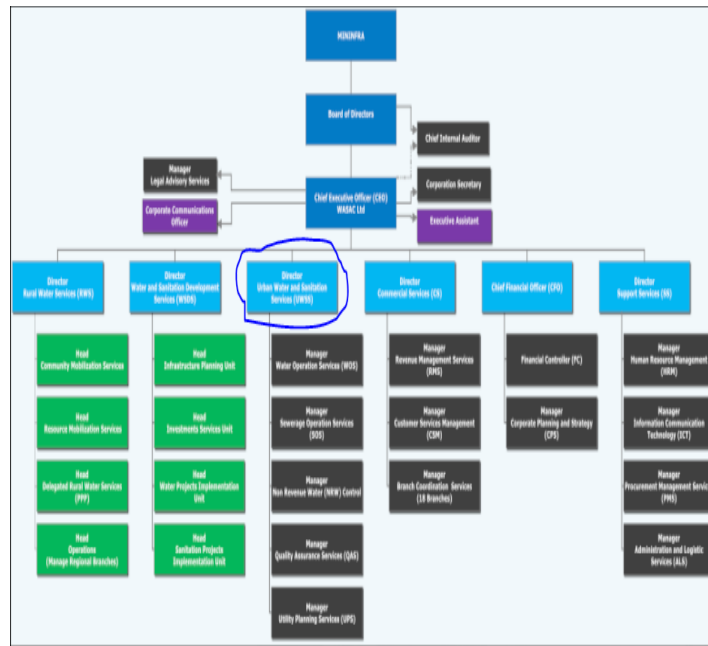 MININFRA
Board of Directors
Chief Internal Auditor
Manager
Legal Advisory Services
Chief Executive Officer (CEO)
WASAC Ltd
Corporation Secretary
Corporate Communications
Officer
Executive Assistant
Director
Rural Water Services (RWS)
Director
Water and Sanitation Development
Services (WSDS)
Director
Urban Water and Sanitation
Services (UWSS)
Director
Commercial Services (CS)
Chief Financial Officer (CFO)
Director
Support Services (SS)
Head
Community Mobilization Services
Head
Infrastructure Planning Unit
Manager
Water Operation Services (WOS)
Manager
Revenue Management Services
(RMS)
Financial Controller (FC)
Manager
Human Resource Management
(HRM)
Head
Resource Mobilization Services
Head
Investments Services Unit
Manager
Sewerage Operation Services
(SOS)
Manager
Customer Services Management
(CSM)
Manager
Corporate Planning and Strategy
(CPS)
Manager
Information Communication
Technology (ICT)
Head
Delegated Rural Water Services
(PPP)
Head
Water Projects Implementation
Unit
Manager
Non Revenue Water (NRW) Control
Manager
Branch Coordination Services
(18 Branches)
Manager
Procurement Management Servic
(PMS)
Head
Operations
(Manage Regional Branches)
Head
Sanitation Projects
Implementation Unit
Manager
Quality Assurance Services (QAS)
Manager
Administration and Logistic
Services (ALS)
Manager
Utility Planning Services (UPS)